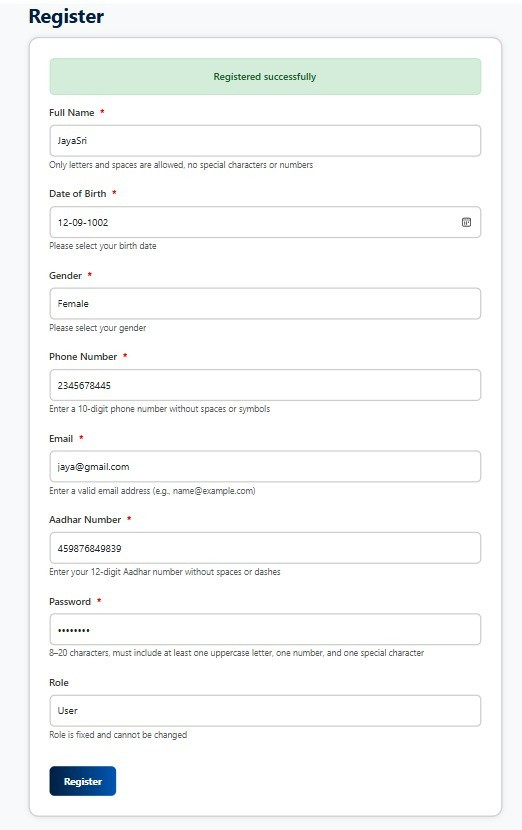 Register
Registered successfully
Full Name *
JayaSri
Only letters and spaces are allowed, no special characters or numbers
Date of Birth *
12-09-1002
Please select your birth date
Gender *
Female
Please select your gender
Phone Number *
2345678445
Enter a 10-digit phone number without spaces or symbols
Email *
jaya@gmail.com
Enter a valid email address (e.g., name@example.com)
Aadhar Number *
459876849839
Enter your 12-digit Aadhar number without spaces or dashes
Password *
••••••••
8–20 characters, must include at least one uppercase letter, one number, and one special character
Role
User
Role is fixed and cannot be changed
Register